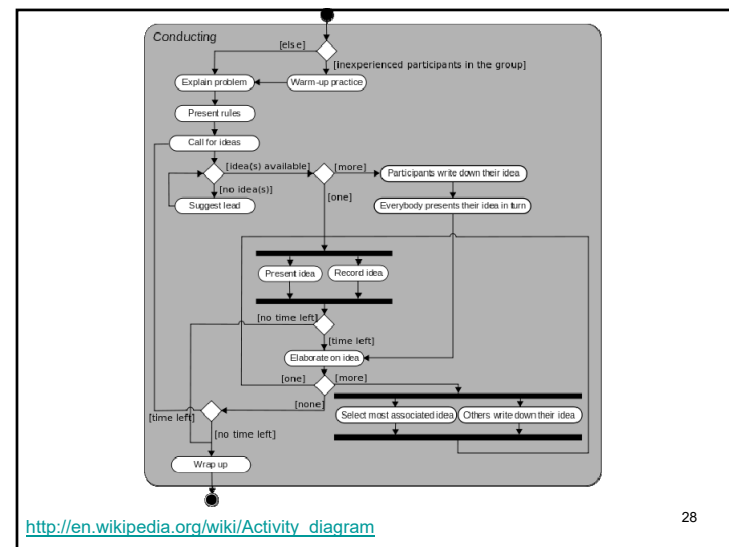 Conducting
[else]
[inexperienced participants in the group]
Explain problem
Warm-up practice
Present rules
Call for ideas
[idea(s) available]
[more]
Participants write down their idea
[no idea(s)]
[one]
Suggest lead
Everybody presents their idea in turn
Present idea
Record idea
[no time left]
[time left]
Elaborate on idea
[one]
[more]
[none]
[time left]
Select most associated idea
Others write down their idea
[no time left]
Wrap up
http://en.wikipedia.org/wiki/Activity_diagram
28